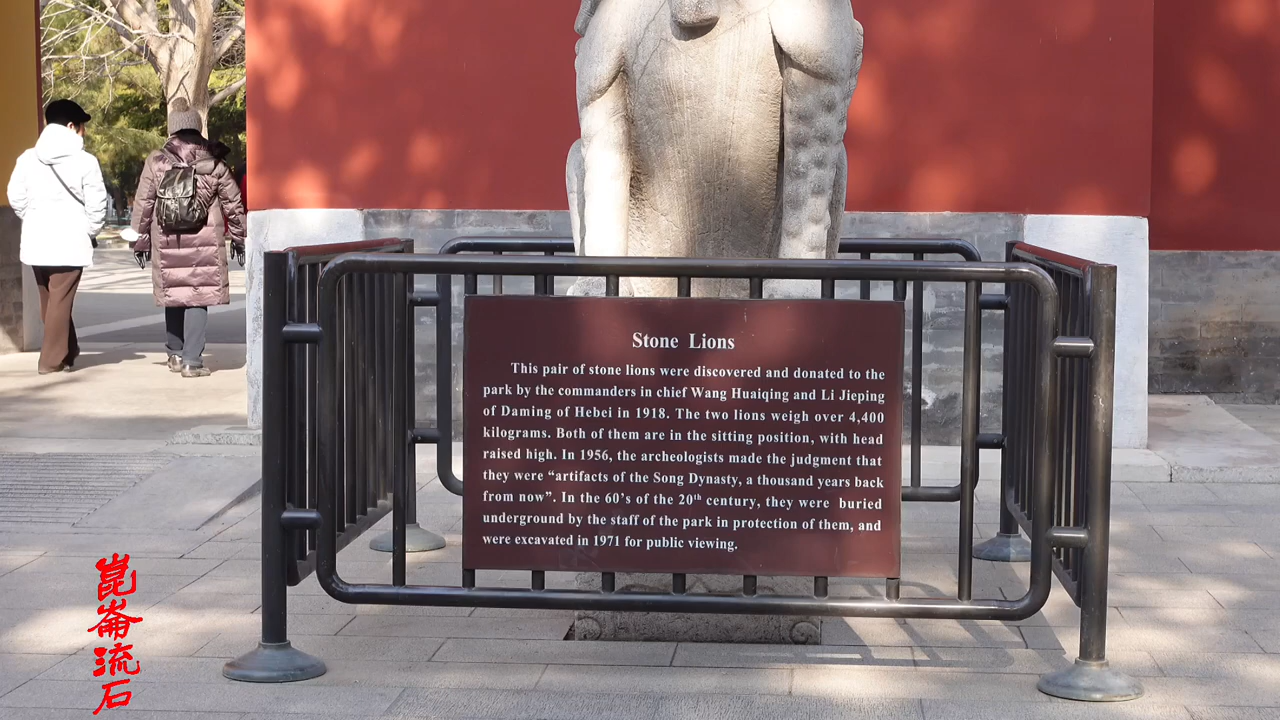 Stone Lions
This pair of stone lions were discovered and donated to the
park by the commanders in chief Wang Huaiqing and Li Jieping
of Daming of Hebei in 1918. The two lions weigh over 4,400
kilograms. Both of them are in the sitting position, with head
raised high. In 1956, the archeologists made the judgment that
they were “artifacts of the Song Dynasty, a thousand years back
from now”. In the 60’s of the 20th century, they were buried
underground by the staff of the park in protection of them, and
were excavated in 1971 for public viewing.
崑
崙
流
石